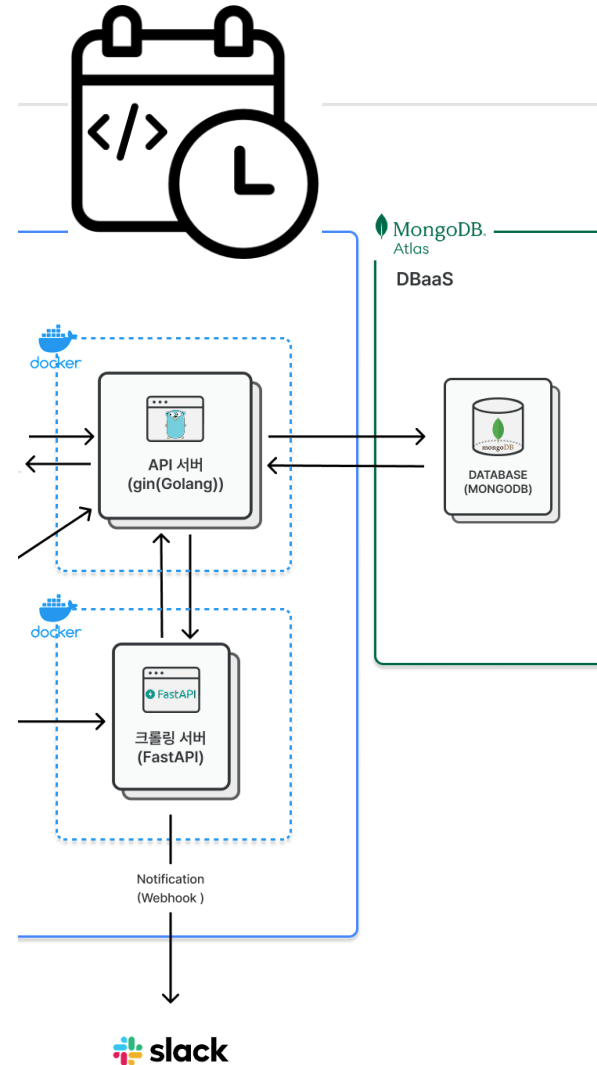 </>
MongoDB.
Atlas
DBaaS
docker
API 서버
(gin(Golang))
mongoDB
DATABASE
(MONGODB)
docker
FastAPI
크롤링 서버
(FastAPI)
Notification
(Webhook )
slack